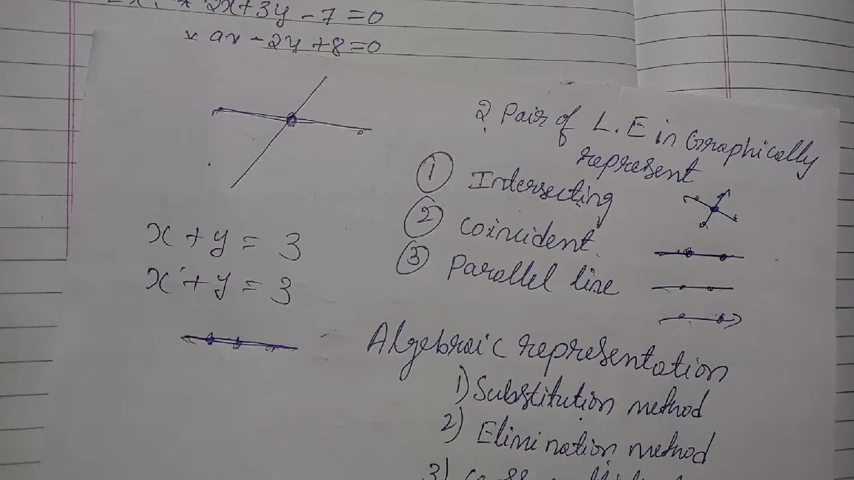 2x+3y-7=0
x ax-2y+8=0
2 Pair of L.E in Graphically
represent
① Intersecting
② Coincident
③ Parallel line
x+y=3
x+y=3
Algebraic representation
1) Substitution method
2) Elimination method
3)